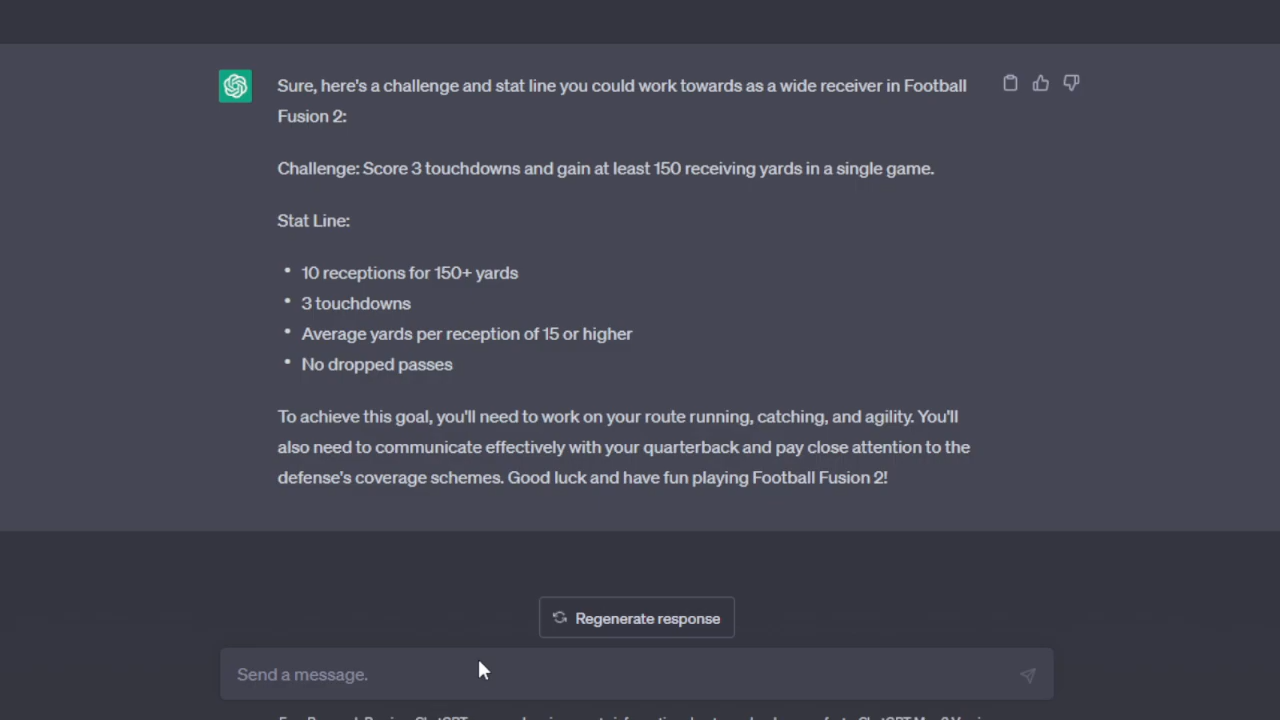 Sure, here's a challenge and stat line you could work towards as a wide receiver in Football
Fusion 2:
Challenge: Score 3 touchdowns and gain at least 150 receiving yards in a single game.
Stat Line:
• 10 receptions for 150+ yards
• 3 touchdowns
• Average yards per reception of 15 or higher
• No dropped passes
To achieve this goal, you'll need to work on your route running, catching, and agility. You'll
also need to communicate effectively with your quarterback and pay close attention to the
defense's coverage schemes. Good luck and have fun playing Football Fusion 2!
Regenerate response
Send a message.